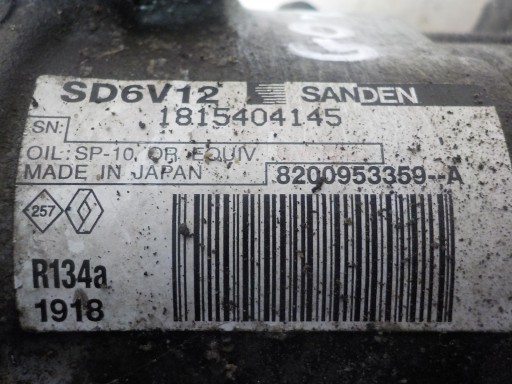 SD6V12 SANDEN
SN: 1815404145
OIL: SP-10, OR EQUIV.
MADE IN JAPAN 8200953359--A
257
R134a
1918